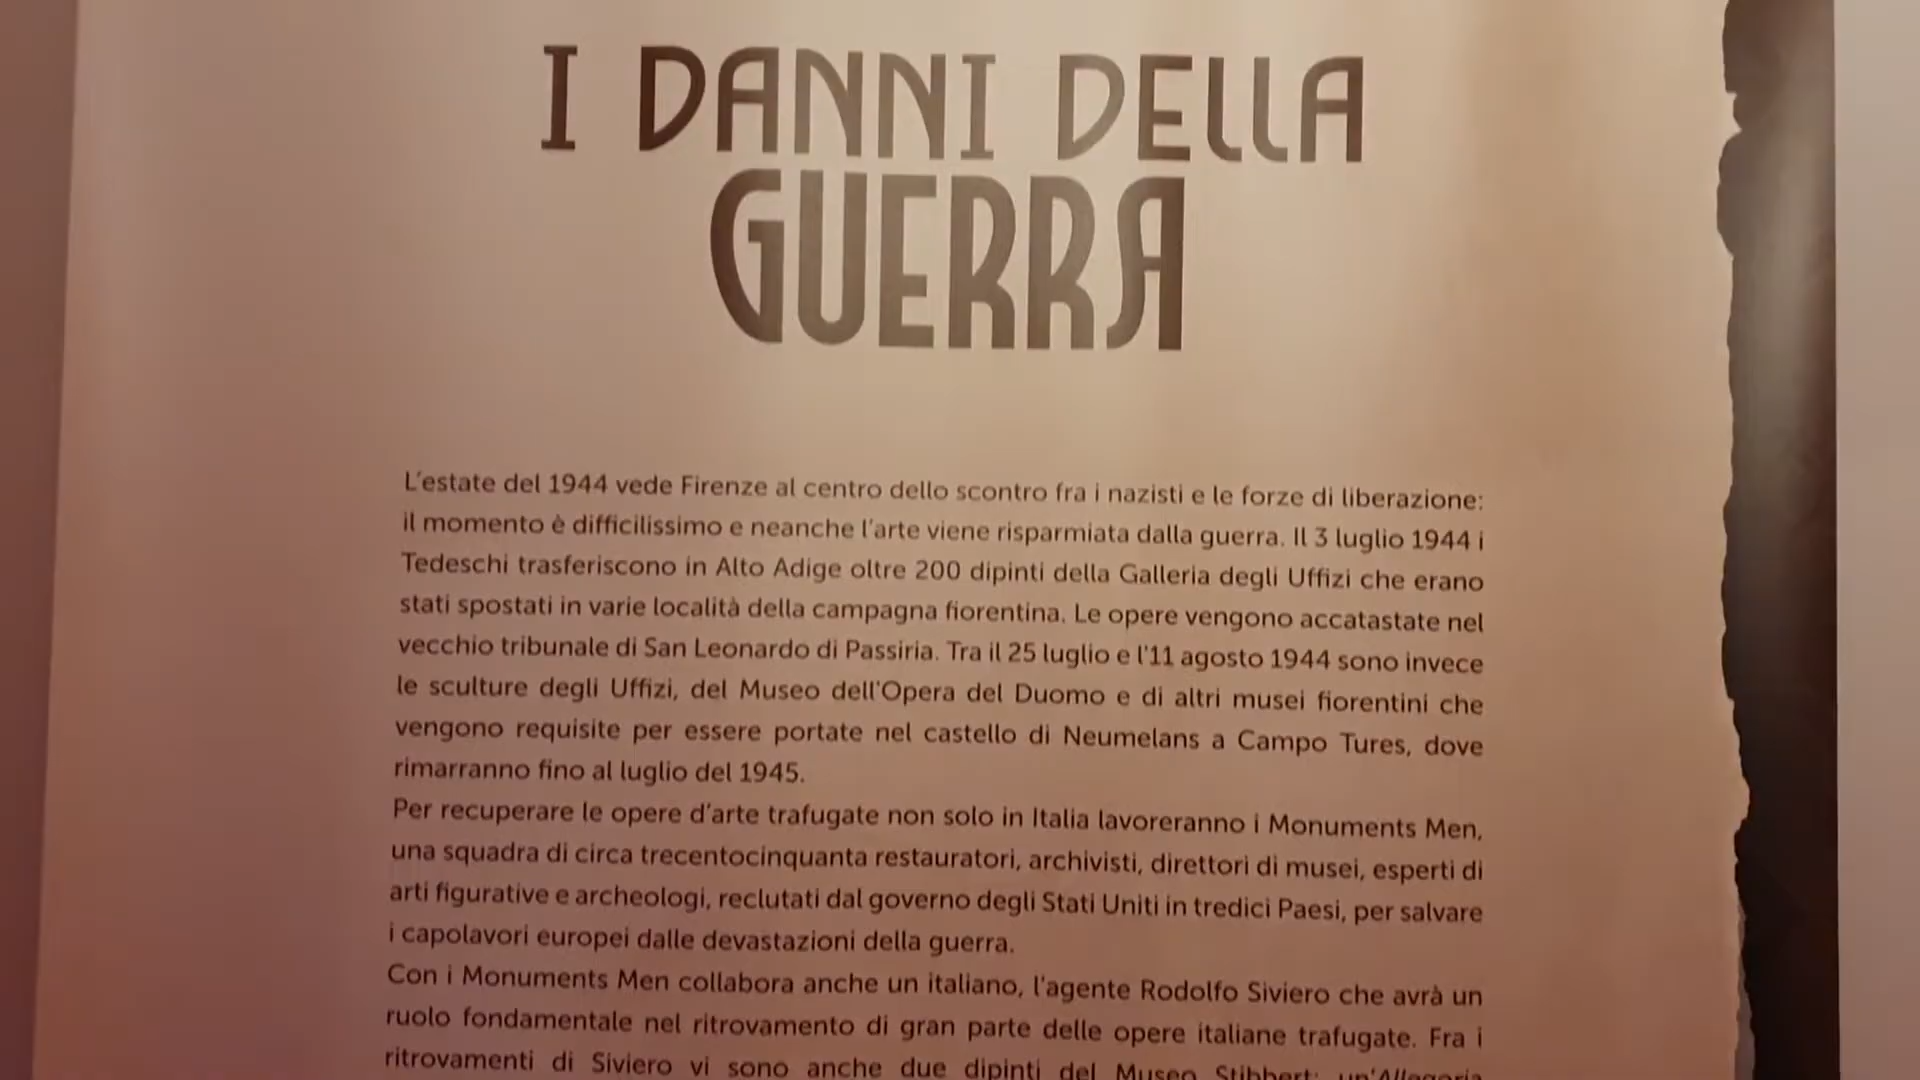 I DANNI DELLA
GUERRA
L'estate del 1944 vede Firenze al centro dello scontro fra i nazisti e le forze di liberazione:
il momento è difficilissimo e neanche l'arte viene risparmiata dalla guerra. Il 3 luglio 1944 i
Tedeschi trasferiscono in Alto Adige oltre 200 dipinti della Galleria degli Uffizi che erano
stati spostati in varie località della campagna fiorentina. Le opere vengono accatastate nel
vecchio tribunale di San Leonardo di Passiria. Tra il 25 luglio e l'11 agosto 1944 sono invece
le sculture degli Uffizi, del Museo dell'Opera del Duomo e di altri musei fiorentini che
vengono requisite per essere portate nel castello di Neumelans a Campo Tures, dove
rimarranno fino al luglio del 1945.
Per recuperare le opere d'arte trafugate non solo in Italia lavoreranno i Monuments Men,
una squadra di circa trecentocinquanta restauratori, archivisti, direttori di musei, esperti di
arti figurative e archeologi, reclutati dal governo degli Stati Uniti in tredici Paesi, per salvare
i capolavori europei dalle devastazioni della guerra.
Con i Monuments Men collabora anche un italiano, l'agente Rodolfo Siviero che avrà un
ruolo fondamentale nel ritrovamento di gran parte delle opere italiane trafugate. Fra i
ritrovamenti di Siviero vi sono anche due dipinti del Museo Stibbert: un'Allegoria